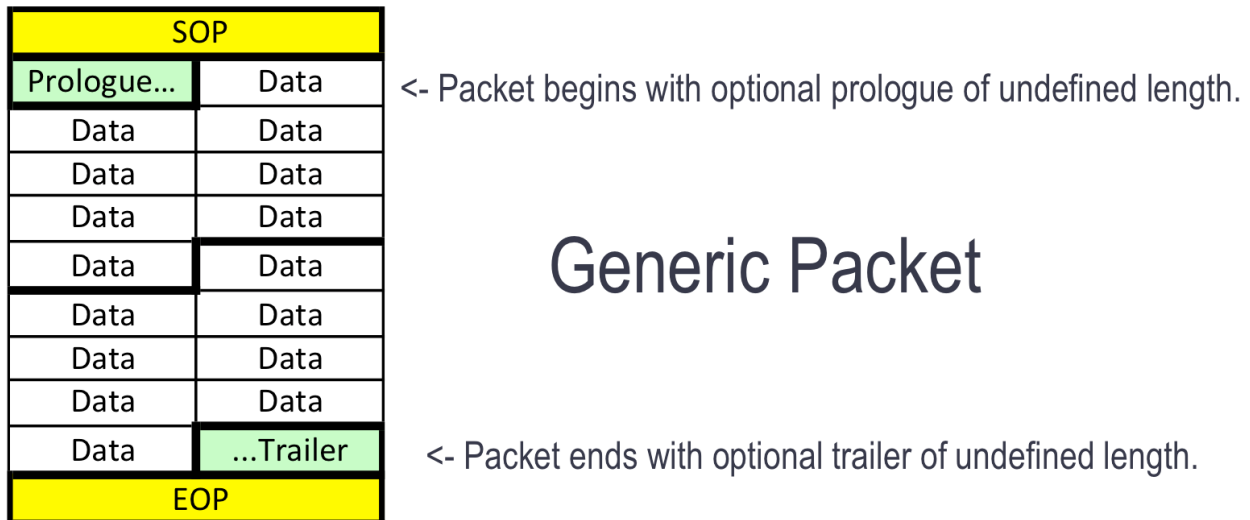 SOP
Prologue... Data <- Packet begins with optional prologue of undefined length.
Data Data
Data Data
Data Data
Data Data
Generic Packet
Data Data
Data Data
Data Data
Data ...Trailer <- Packet ends with optional trailer of undefined length.
EOP